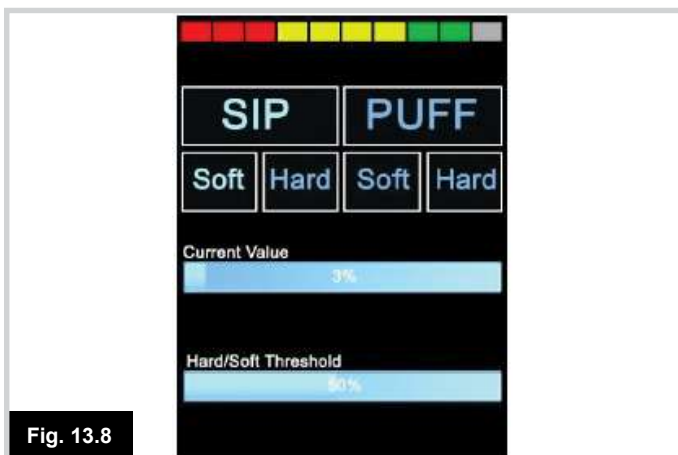 SIP PUFF
Soft Hard Soft Hard
Current Value
3%
Hard/Soft Threshold
50%
Fig. 13.8